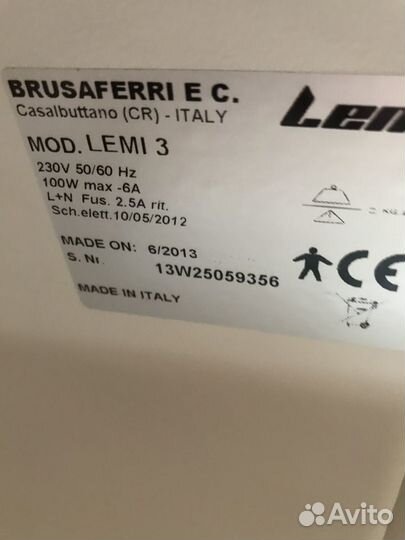 BRUSAFERRI E C.
Casalbuttano (CR) - ITALY
MOD. LEMI 3
230V 50/60 Hz
100W max -6A
L+N Fus. 2.5A rit.
Sch.elett.10/05/2012
MADE ON: 6/2013
S. Nr. 13W25059356
MADE IN ITALY
CE
Avito